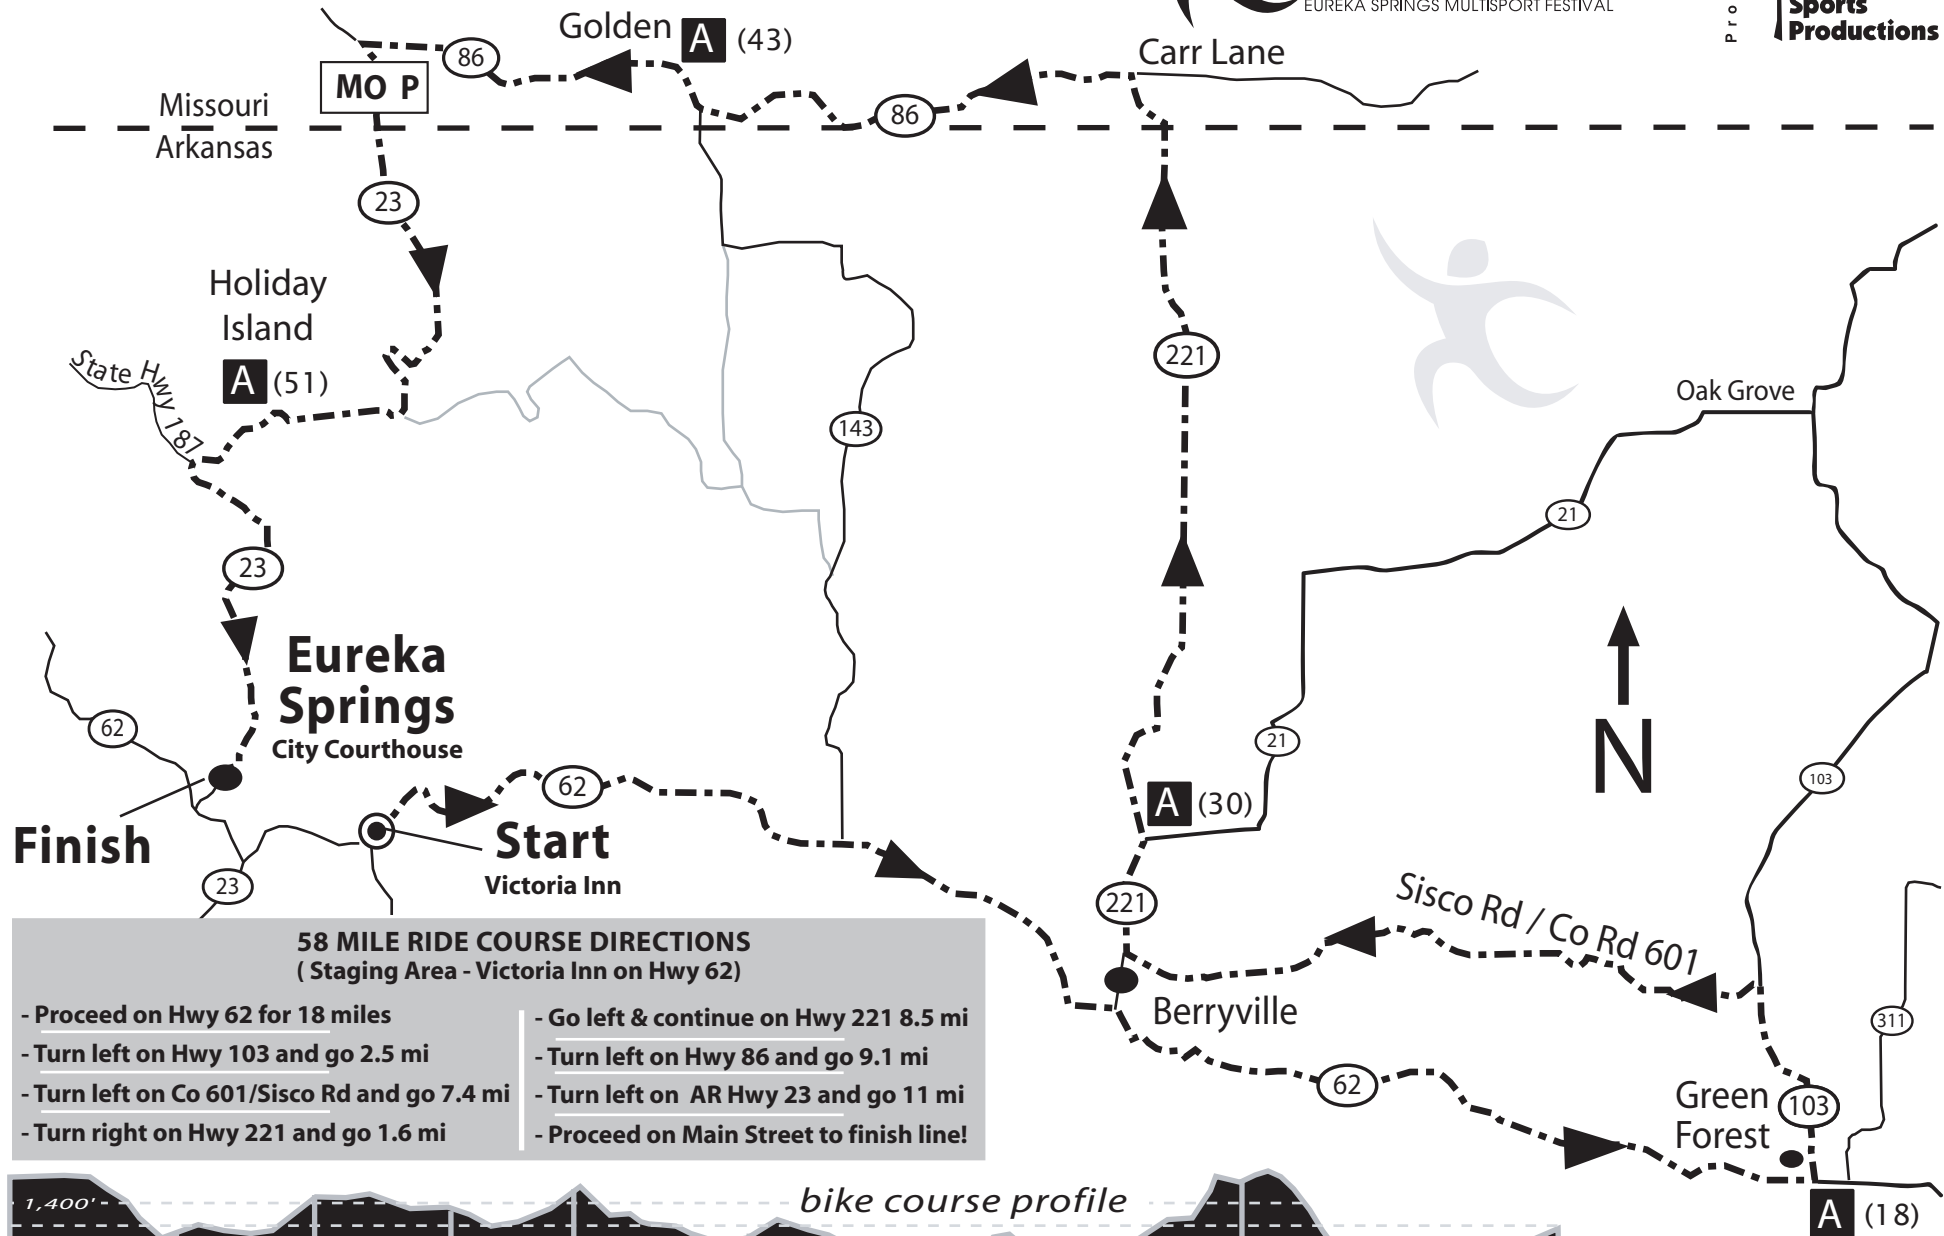 EUREKA SPRINGS MULTISPORT FESTIVAL
Pro
Sports
Productions
Golden A (43)
Carr Lane
86
MO P
86
Missouri
Arkansas
23
Holiday
Island
A (51)
State Hwy 187
221
Oak Grove
143
21
23
Eureka
Springs
City Courthouse
62
62
21
N
103
A (30)
Finish
Start
Victoria Inn
23
221
Sisco Rd / Co Rd 601
Berryville
311
62
Green
Forest
103
A (18)
58 MILE RIDE COURSE DIRECTIONS
( Staging Area - Victoria Inn on Hwy 62)
- Proceed on Hwy 62 for 18 miles
- Turn left on Hwy 103 and go 2.5 mi
- Turn left on Co 601/Sisco Rd and go 7.4 mi
- Turn right on Hwy 221 and go 1.6 mi
- Go left & continue on Hwy 221 8.5 mi
- Turn left on Hwy 86 and go 9.1 mi
- Turn left on AR Hwy 23 and go 11 mi
- Proceed on Main Street to finish line!
1,400'
bike course profile